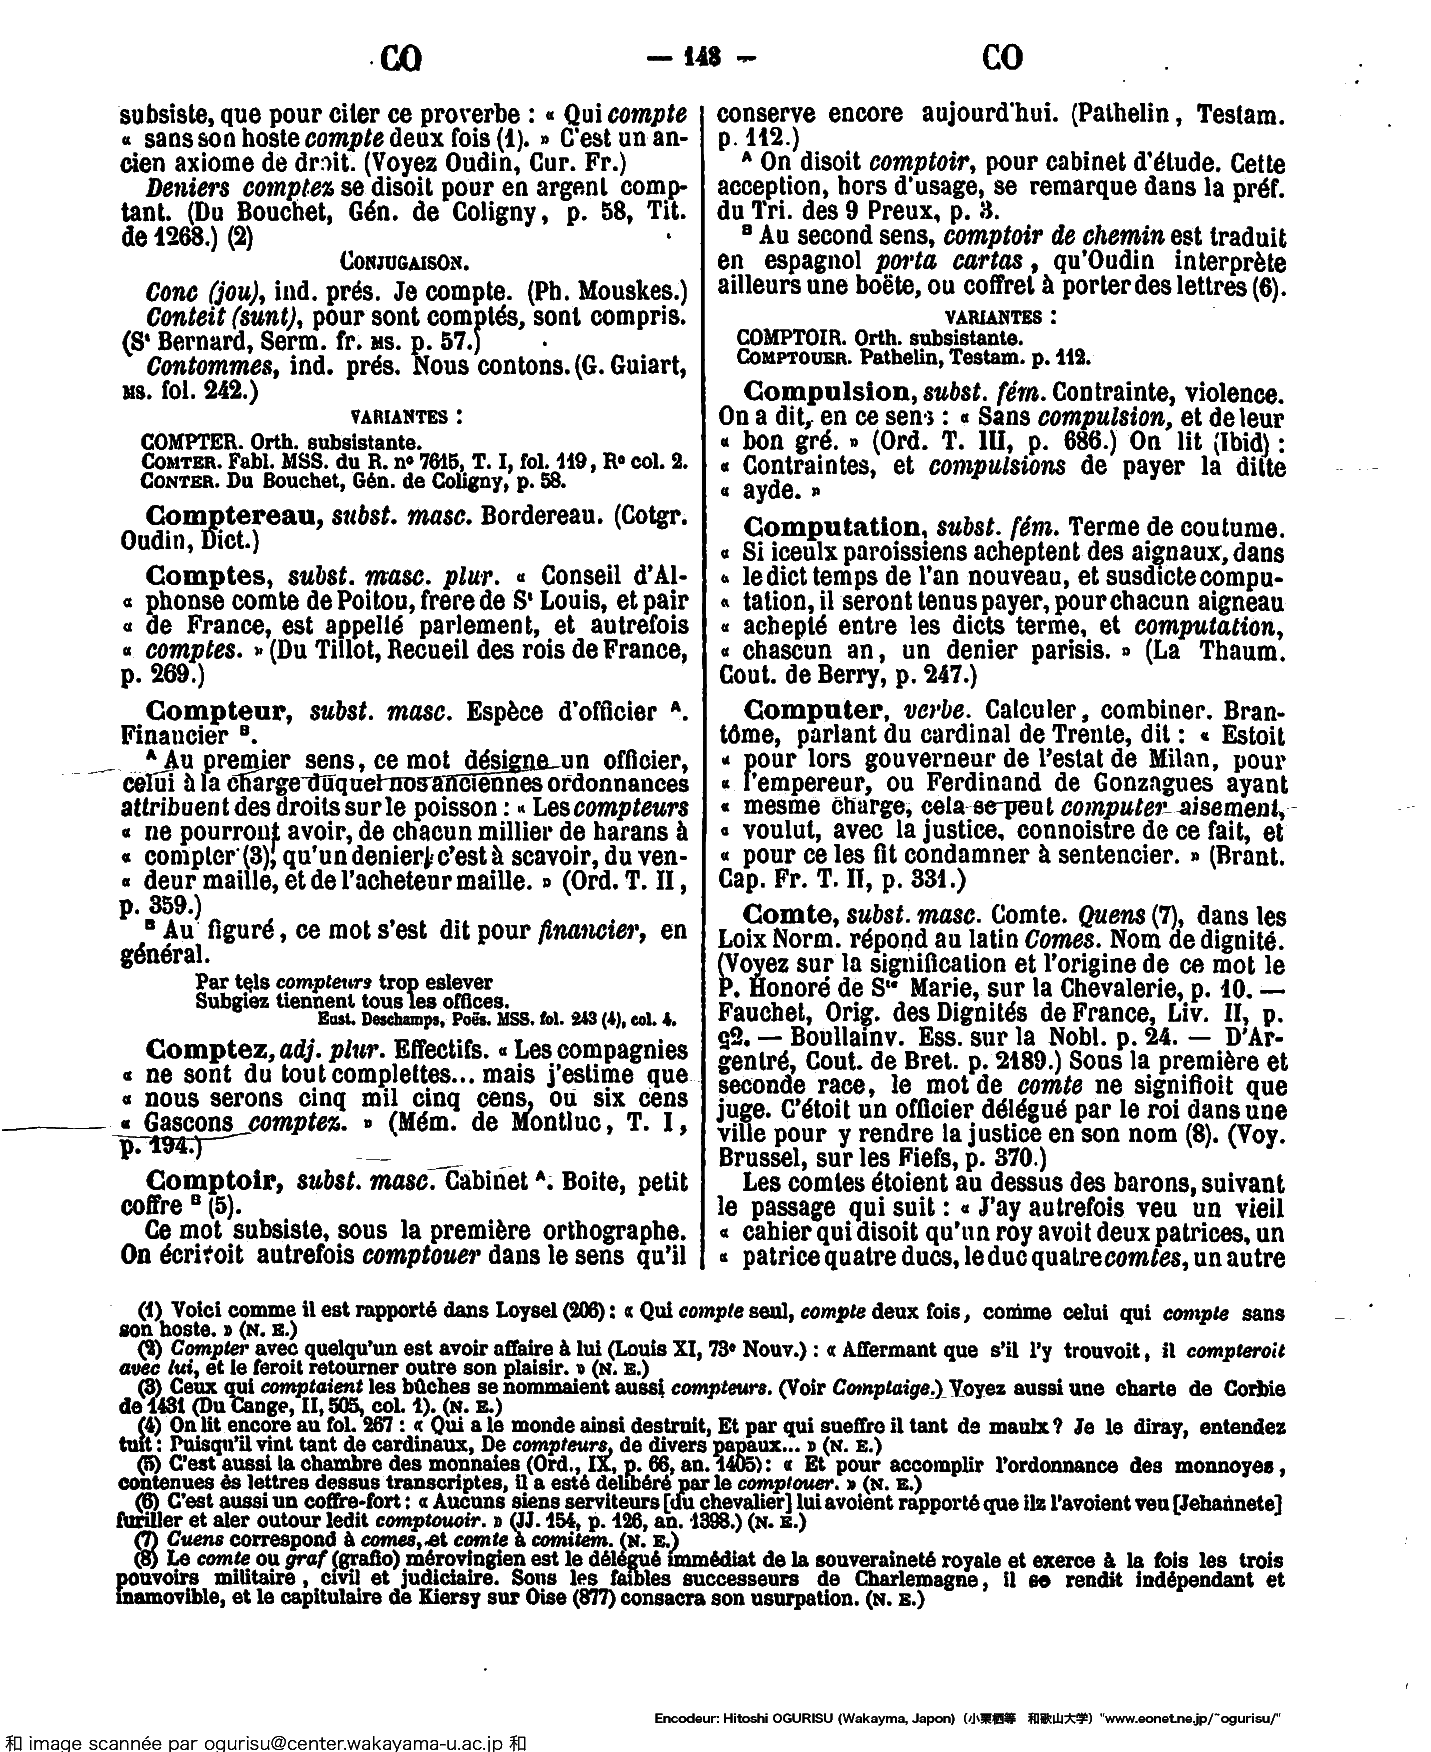 CO — 143 — CO
subsiste, que pour citer ce proverbe : « Qui compte
« sans son hoste compte deux fois (1). » C'est un an-
cien axiome de droit. (Voyez Oudin, Cur. Fr.)
Deniers comptez se disoit pour en argent comp-
tant. (Du Bouchet, Gén. de Coligny, p. 58, Tit.
de 1268.) (2)
CONJUGAISON.
Conc (jou), ind. prés. Je compte. (Ph. Mouskes.)
Conteit (sunt), pour sont comptés, sont compris.
(St Bernard, Serm. fr. MS. p. 57.)
Contommes, ind. prés. Nous contons. (G. Guiart,
MS. fol. 242.)
VARIANTES :
COMPTER. Orth. subsistante.
COMTER. Fabl. MSS. du R. no 7615, T. I, fol. 119, Ro col. 2.
CONTER. Du Bouchet, Gén. de Coligny, p. 58.
Comptereau, subst. masc. Bordereau. (Cotgr.
Oudin, Dict.)
Comptes, subst. masc. plur. « Conseil d'Al-
« phonse comte de Poitou, frere de St Louis, et pair
« de France, est appellé parlement, et autrefois
« comptes. » (Du Tillot, Recueil des rois de France,
p. 269.)
Compteur, subst. masc. Espèce d'officier A.
Financier B.
A Au premier sens, ce mot désigne un officier,
celui à la charge duquel nos anciennes ordonnances
attribuent des droits sur le poisson : « Les compteurs
« ne pourront avoir, de chacun millier de harans à
« compter (3), qu'un denier, c'est à scavoir, du ven-
« deur maille, et de l'acheteur maille. » (Ord. T. II,
p. 359.)
B Au figuré, ce mot s'est dit pour financier, en
général.
Par tels compteurs trop eslever
Subgiez tiennent tous les offices.
Eust. Deschamps, Poës. MSS. fol. 243 (4), col. 4.
Comptez, adj. plur. Effectifs. « Les compagnies
« ne sont du tout complettes... mais j'estime que
« nous serons cinq mil cinq cens, ou six cens
« Gascons comptez. » (Mém. de Montluc, T. I,
p. 194.)
Comptoir, subst. masc. Cabinet A. Boite, petit
coffre B (5).
Ce mot subsiste, sous la première orthographe.
On écrivoit autrefois comptouer dans le sens qu'il
conserve encore aujourd'hui. (Pathelin, Testam.
p. 112.)
A On disoit comptoir, pour cabinet d'étude. Cette
acception, hors d'usage, se remarque dans la préf.
du Tri. des 9 Preux, p. 3.
B Au second sens, comptoir de chemin est traduit
en espagnol porta cartas, qu'Oudin interprète
ailleurs une boëte, ou coffret à porter des lettres (6).
VARIANTES :
COMPTOIR. Orth. subsistante.
COMPTOUER. Pathelin, Testam. p. 112.
Compulsion, subst. fém. Contrainte, violence.
On a dit, en ce sens : « Sans compulsion, et de leur
« bon gré. » (Ord. T. III, p. 686.) On lit (Ibid) :
« Contraintes, et compulsions de payer la ditte
« ayde. »
Computation, subst. fém. Terme de coutume.
« Si iceulx paroissiens acheptent des aignaux, dans
« le dict temps de l'an nouveau, et susdicte compu-
« tation, il seront tenus payer, pour chacun aigneau
« achepté entre les dicts terme, et computation,
« chascun an, un denier parisis. » (La Thaum.
Cout. de Berry, p. 247.)
Computer, verbe. Calculer, combiner. Bran-
tôme, parlant du cardinal de Trente, dit : « Estoit
« pour lors gouverneur de l'estat de Milan, pour
« l'empereur, ou Ferdinand de Gonzagues ayant
« mesme charge, cela se peut computer aisement,
« voulut, avec la justice, connoistre de ce fait, et
« pour ce les fit condamner à sentencier. » (Brant.
Cap. Fr. T. II, p. 331.)
Comte, subst. masc. Comte. Quens (7), dans les
Loix Norm. répond au latin Comes. Nom de dignité.
(Voyez sur la signification et l'origine de ce mot le
P. Honoré de Ste Marie, sur la Chevalerie, p. 10. —
Fauchet, Orig. des Dignités de France, Liv. II, p.
92. — Boullainv. Ess. sur la Nobl. p. 24. — D'Ar-
gentré, Cout. de Bret. p. 2189.) Sous la première et
seconde race, le mot de comte ne signifioit que
juge. C'étoit un officier délégué par le roi dans une
ville pour y rendre la justice en son nom (8). (Voy.
Brussel, sur les Fiefs, p. 370.)
Les comtes étoient au dessus des barons, suivant
le passage qui suit : « J'ay autrefois veu un vieil
« cahier qui disoit qu'un roy avoit deux patrices, un
« patrice quatre ducs, le duc quatre comtes, un autre
(1) Voici comme il est rapporté dans Loysel (206) : « Qui compte seul, compte deux fois, comme celui qui compte sans
son hoste. » (N. E.)
(2) Compter avec quelqu'un est avoir affaire à lui (Louis XI, 73e Nouv.) : « Affermant que s'il l'y trouvoit, il compteroit
avec lui, et le feroit retourner outre son plaisir. » (N. E.)
(3) Ceux qui comptaient les bûches se nommaient aussi compteurs. (Voir Comptaige.) Voyez aussi une charte de Corbie
de 1431 (Du Cange, II, 505, col. 1). (N. E.)
(4) On lit encore au fol. 267 : « Qui a le monde ainsi destruit, Et par qui sueffre il tant de maulx ? Je le diray, entendez
tuit : Puisqu'il vint tant de cardinaux, De compteurs, de divers papaux... » (N. E.)
(5) C'est aussi la chambre des monnaies (Ord., IX, p. 66, an. 1405) : « Et pour accomplir l'ordonnance des monnoyes,
contenues ès lettres dessus transcriptes, il a esté delibéré par le comptouer. » (N. E.)
(6) C'est aussi un coffre-fort : « Aucuns siens serviteurs [du chevalier] lui avoient rapporté que ilz l'avoient veu [Jehannete]
furiller et aler outour ledit comptouoir. » (JJ. 154, p. 126, an. 1398.) (N. E.)
(7) Cuens correspond à comes, et comte à comitem. (N. E.)
(8) Le comte ou graf (grafio) mérovingien est le délégué immédiat de la souveraineté royale et exerce à la fois les trois
pouvoirs militaire, civil et judiciaire. Sous les faibles successeurs de Charlemagne, il se rendit indépendant et
inamovible, et le capitulaire de Kiersy sur Oise (877) consacra son usurpation. (N. E.)
Encodeur: Hitoshi OGURISU (Wakayma, Japon) (小栗栖等 和歌山大学) "www.eonet.ne.jp/~ogurisu/"
和 image scannée par ogurisu@center.wakayama-u.ac.jp 和